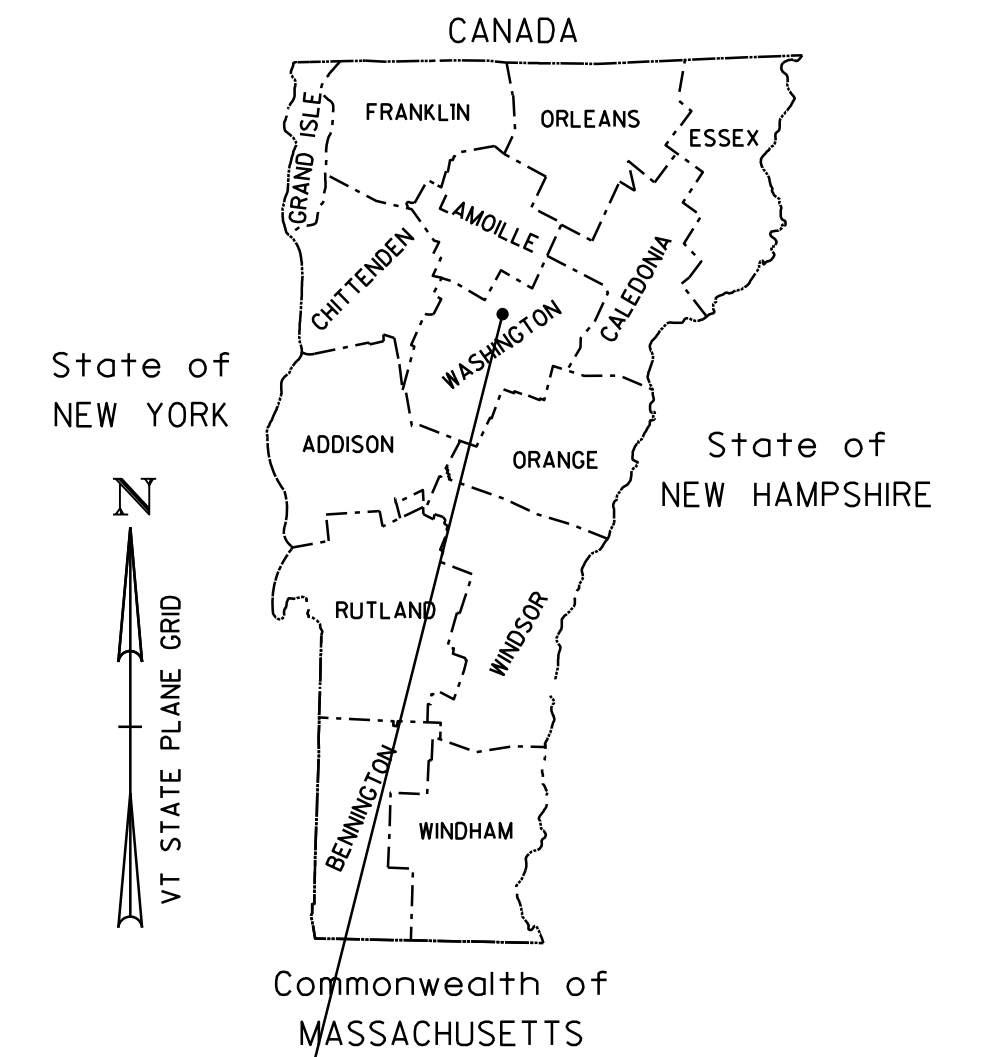 CANADA
FRANKLIN
ORLEANS
ESSEX
GRAND ISLE
LAMOILLE
CHITTENDEN
CALEDONIA
WASHINGTON
State of
NEW YORK
ADDISON
ORANGE
State of
NEW HAMPSHIRE
N
VT STATE PLANE GRID
RUTLAND
WINDSOR
BENNINGTON
WINDHAM
Commonwealth of
MASSACHUSETTS